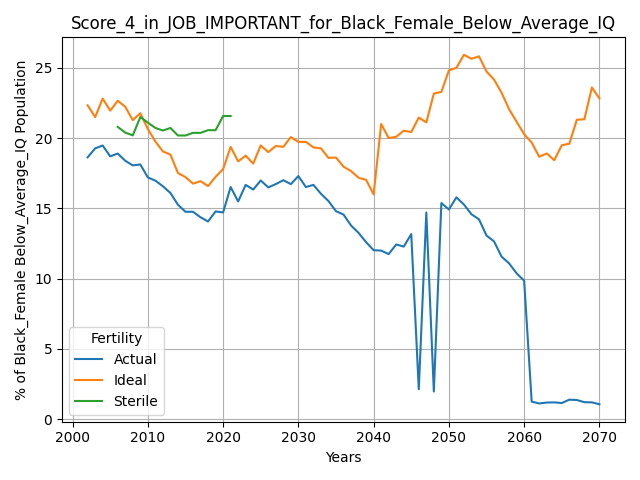 Score_4_in_JOB_IMPORTANT_for_Black_Female_Below_Average_IQ
% of Black_Female Below_Average_IQ Population
25
20
15
10
5
0
Fertility
Actual
Ideal
Sterile
2000 2010 2020 2030 2040 2050 2060 2070
Years